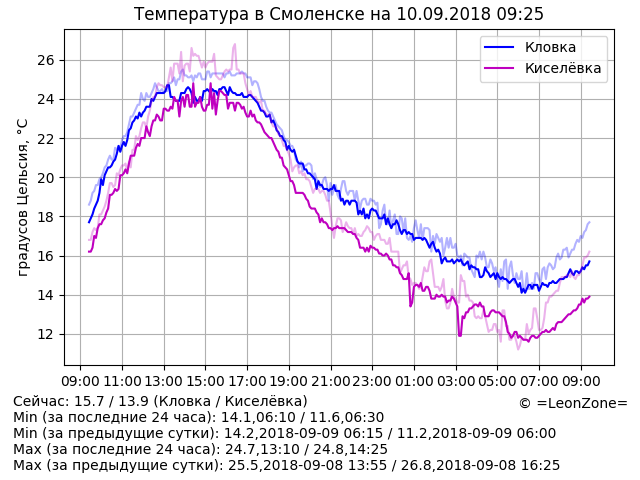 Температура в Смоленске на 10.09.2018 09:25
градусов Цельсия, °C
26
24
22
20
18
16
14
12
Кловка
Киселёвка
09:00 11:00 13:00 15:00 17:00 19:00 21:00 23:00 01:00 03:00 05:00 07:00 09:00
Сейчас: 15.7 / 13.9 (Кловка / Киселёвка)
© =LeonZone=
Min (за последние 24 часа): 14.1,06:10 / 11.6,06:30
Min (за предыдущие сутки): 14.2,2018-09-09 06:15 / 11.2,2018-09-09 06:00
Max (за последние 24 часа): 24.7,13:10 / 24.8,14:25
Max (за предыдущие сутки): 25.5,2018-09-08 13:55 / 26.8,2018-09-08 16:25